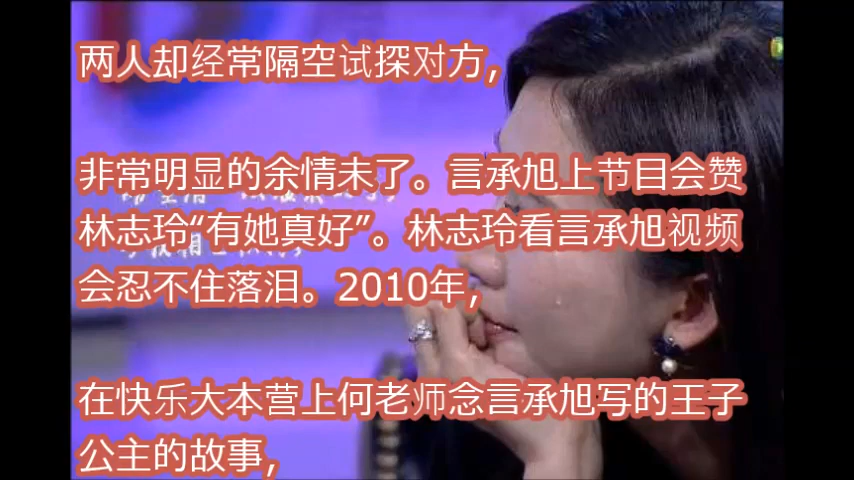 两人却经常隔空试探对方，
非常明显的余情未了。言承旭上节目会赞
林志玲“有她真好”。林志玲看言承旭视频
会忍不住落泪。2010年，
在快乐大本营上何老师念言承旭写的王子
公主的故事，